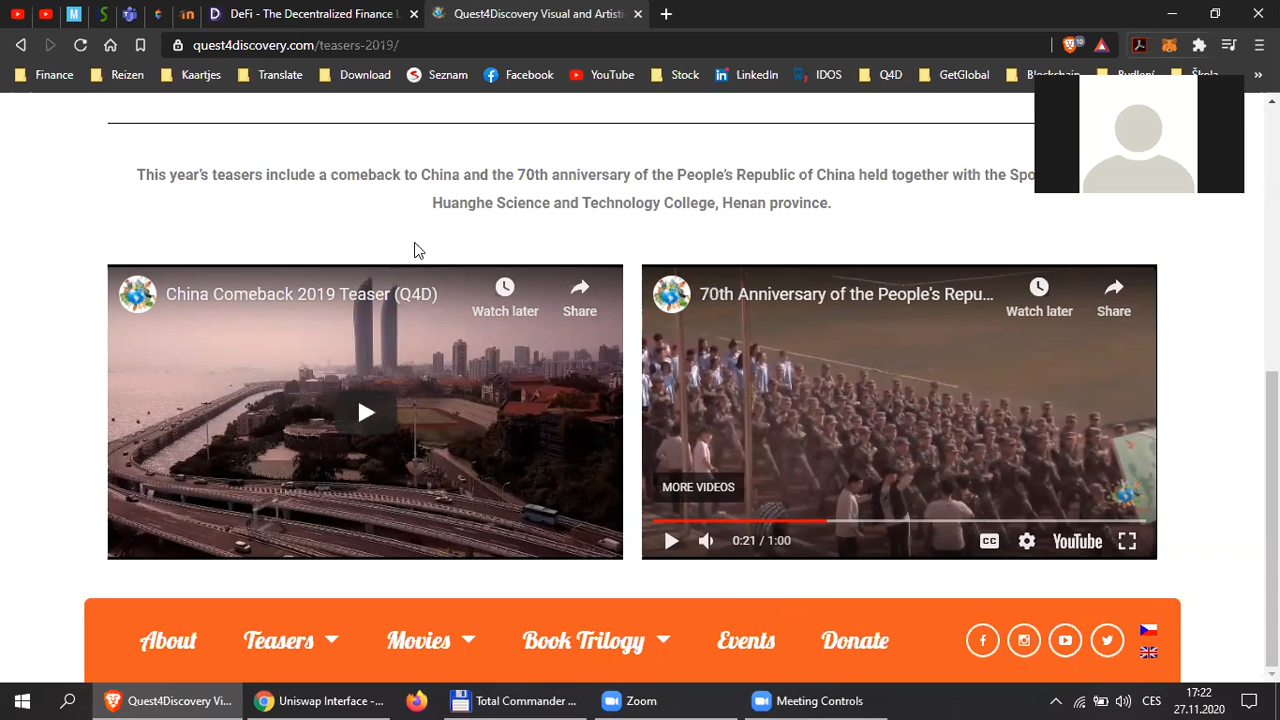 DeFi - The Decentralized Finance
Quest4Discovery Visual and Artisti
quest4discovery.com/teasers-2019/
10
Finance
Reizen
Kaartjes
Translate
Download
Seznam
Facebook
YouTube
Stock
LinkedIn
IDOS
Q4D
GetGlobal
This year's teasers include a comeback to China and the 70th anniversary of the People's Republic of China held together with the Spo
Huanghe Science and Technology College, Henan province.
China Comeback 2019 Teaser (Q4D)
Watch later
Share
70th Anniversary of the People's Repu...
Watch later
Share
MORE VIDEOS
0:21 / 1:00
CC
YouTube
About
Teasers
Movies
Book Trilogy
Events
Donate
Quest4Discovery Vi...
Uniswap Interface -...
Total Commander ...
Zoom
Meeting Controls
CES
17:22
27.11.2020